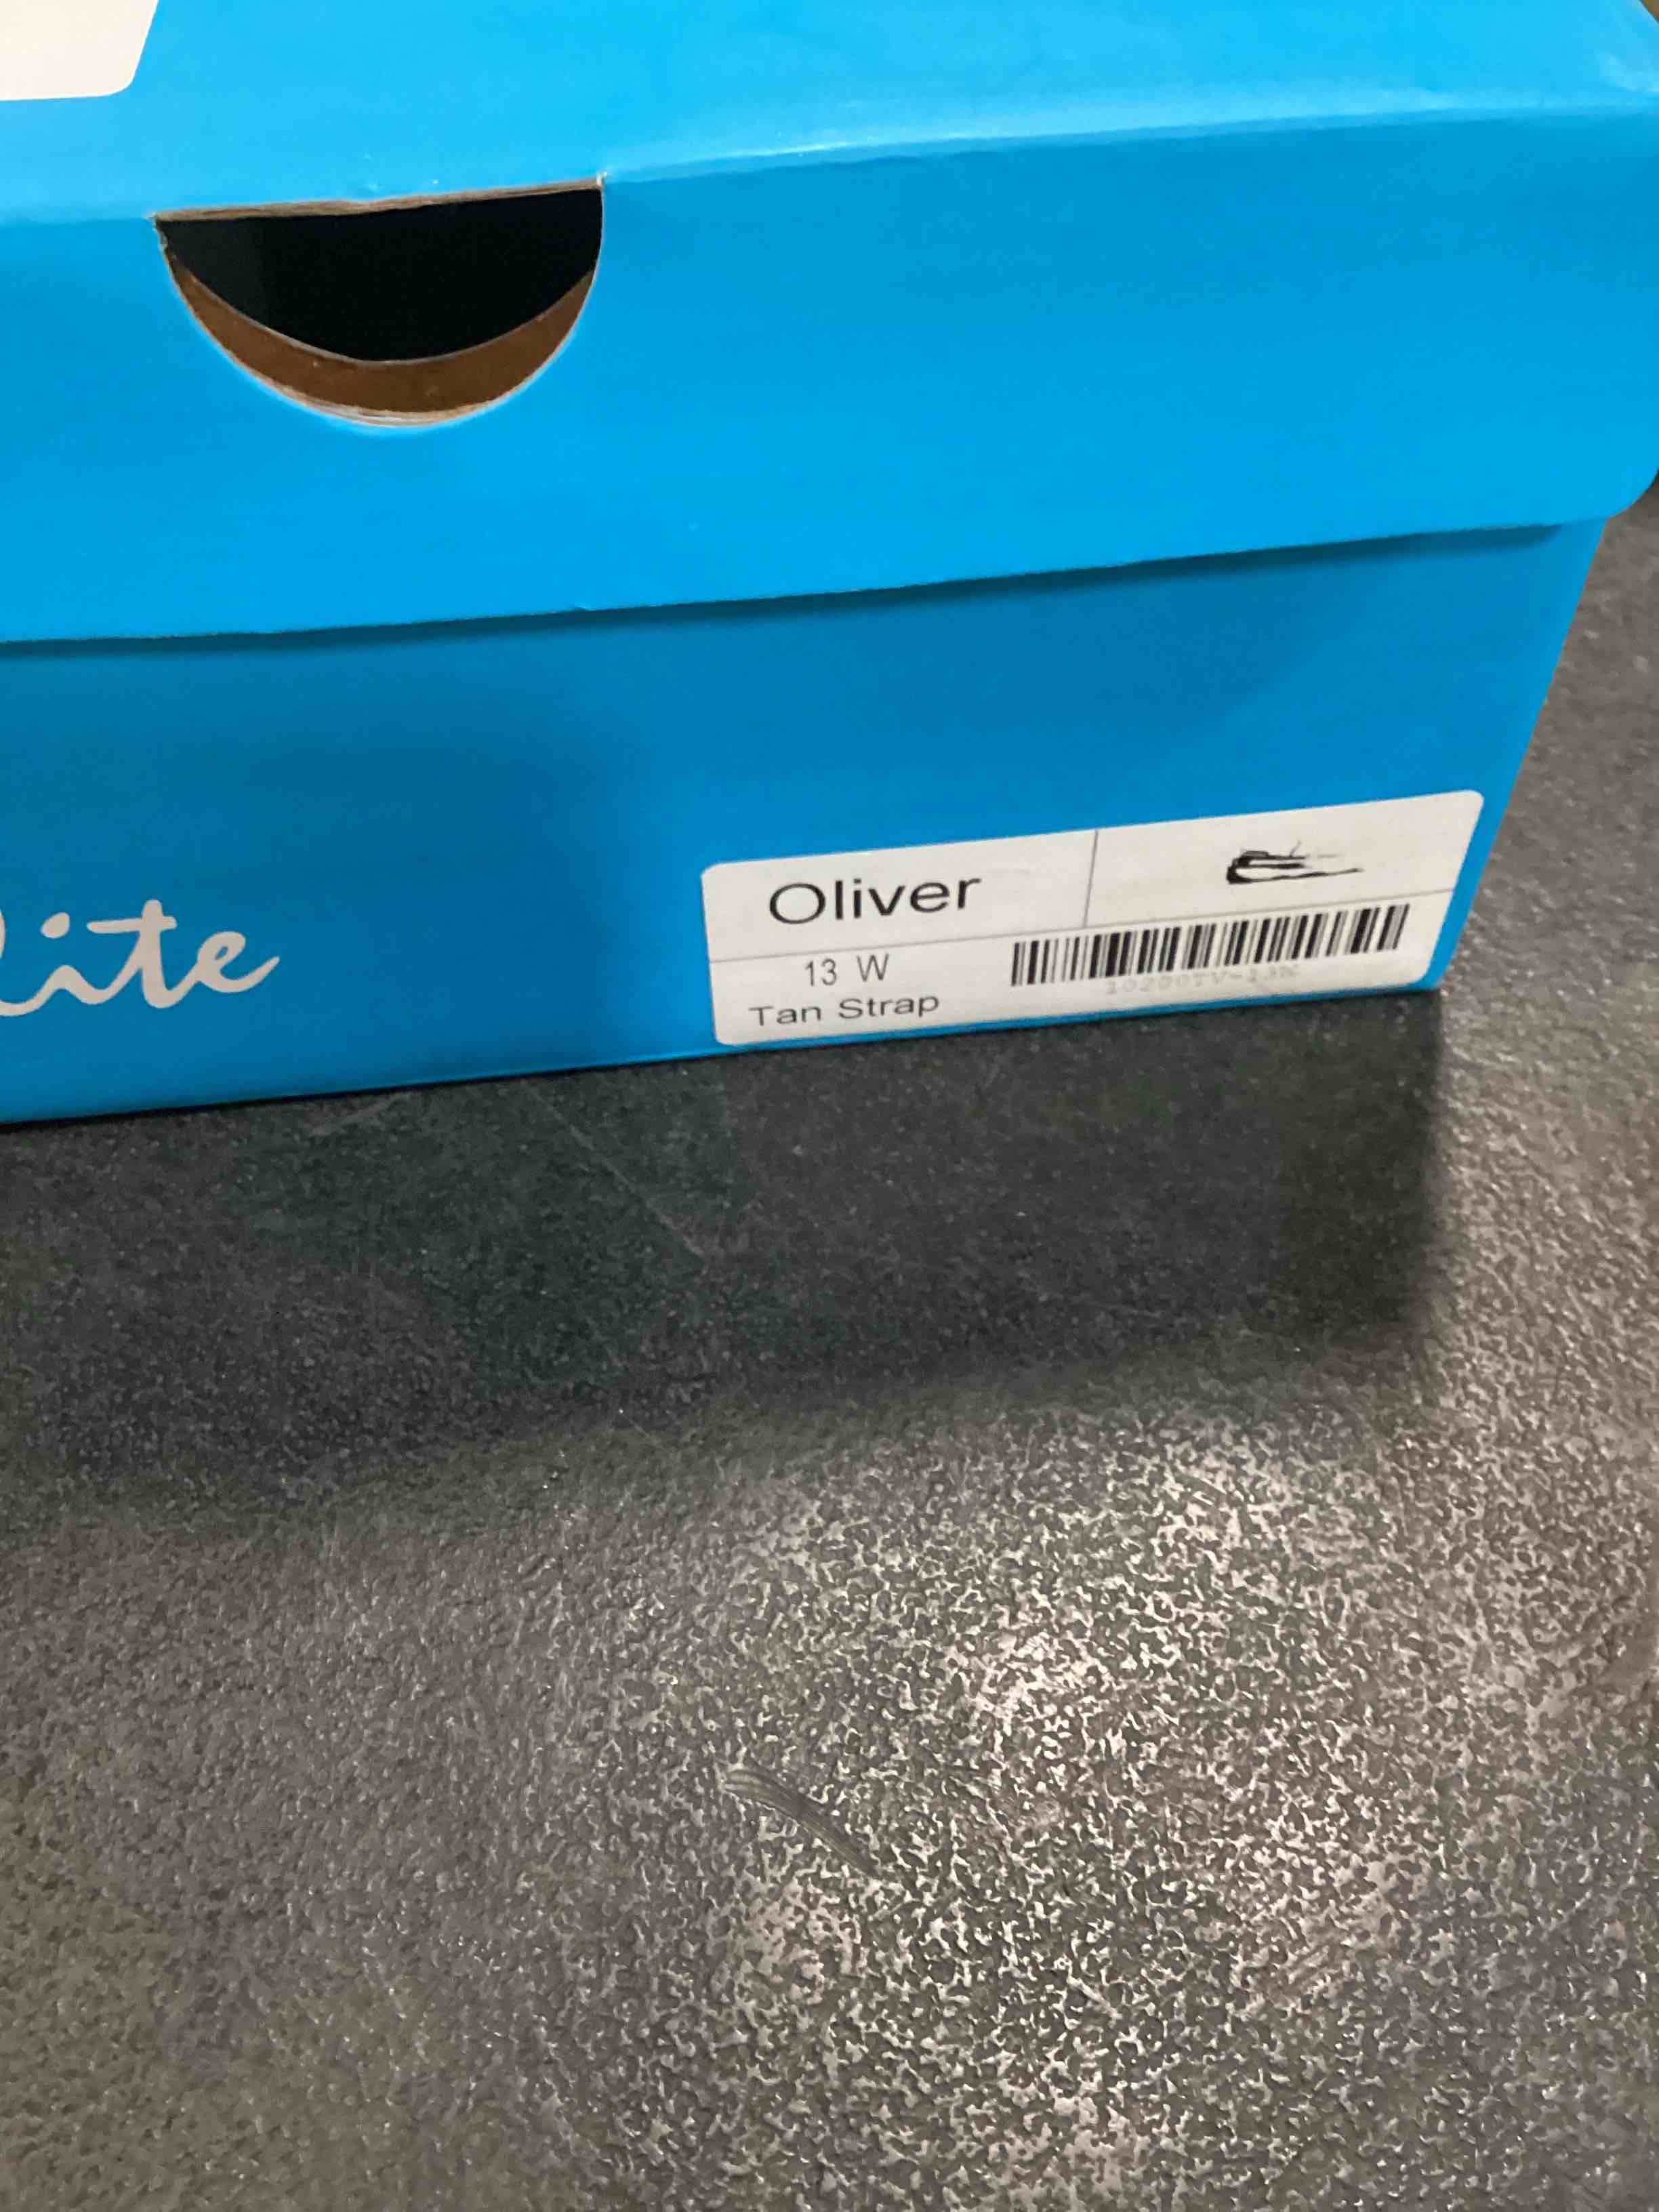 lite
Oliver
13 W
Tan Strap